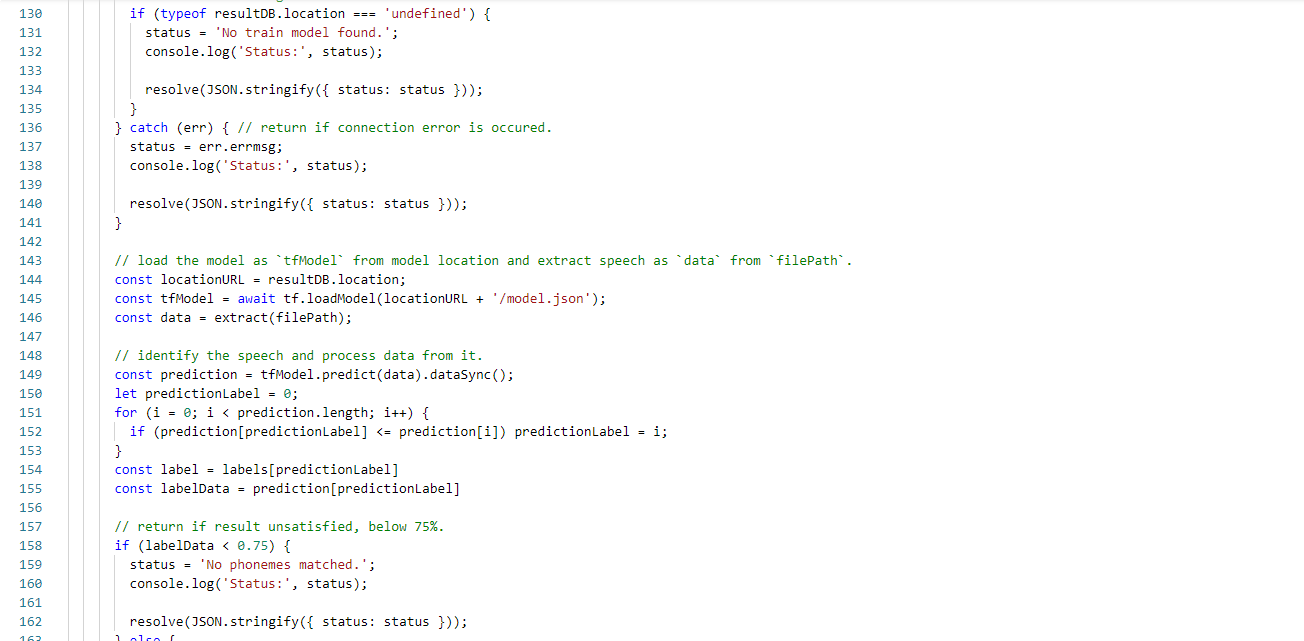 130 if (typeof resultDB.location === 'undefined') {
131 status = 'No train model found.';
132 console.log('Status:', status);
133
134 resolve(JSON.stringify({ status: status }));
135 }
136 } catch (err) { // return if connection error is occured.
137 status = err.errmsg;
138 console.log('Status:', status);
139
140 resolve(JSON.stringify({ status: status }));
141 }
142
143 // load the model as `tfModel` from model location and extract speech as `data` from `filePath`.
144 const locationURL = resultDB.location;
145 const tfModel = await tf.loadModel(locationURL + '/model.json');
146 const data = extract(filePath);
147
148 // identify the speech and process data from it.
149 const prediction = tfModel.predict(data).dataSync();
150 let predictionLabel = 0;
151 for (i = 0; i < prediction.length; i++) {
152 if (prediction[predictionLabel] <= prediction[i]) predictionLabel = i;
153 }
154 const label = labels[predictionLabel]
155 const labelData = prediction[predictionLabel]
156
157 // return if result unsatisfied, below 75%.
158 if (labelData < 0.75) {
159 status = 'No phonemes matched.';
160 console.log('Status:', status);
161
162 resolve(JSON.stringify({ status: status }));
163 } else {